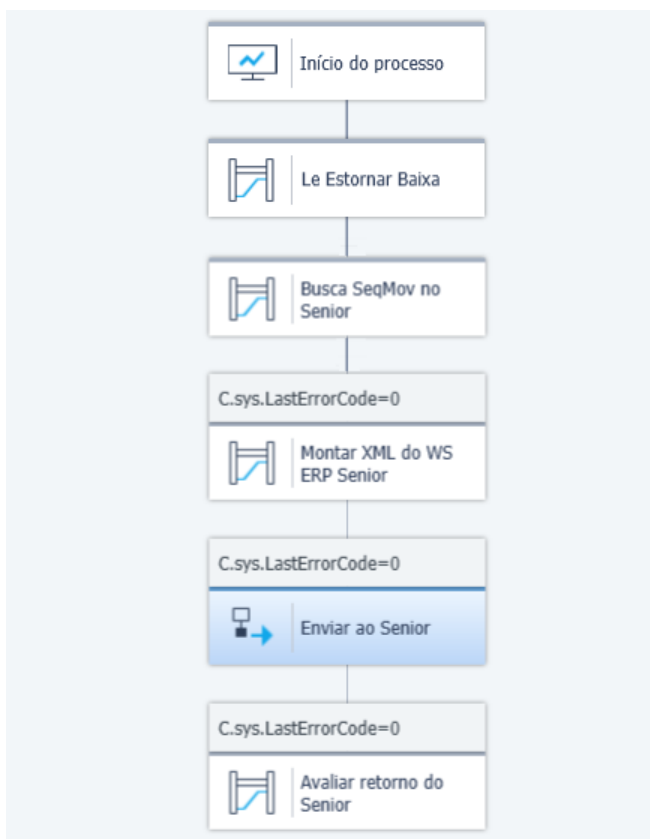 Início do processo
Le Estornar Baixa
Busca SeqMov no
Senior
C.sys.LastErrorCode=0
Montar XML do WS
ERP Senior
C.sys.LastErrorCode=0
Enviar ao Senior
C.sys.LastErrorCode=0
Avaliar retorno do
Senior